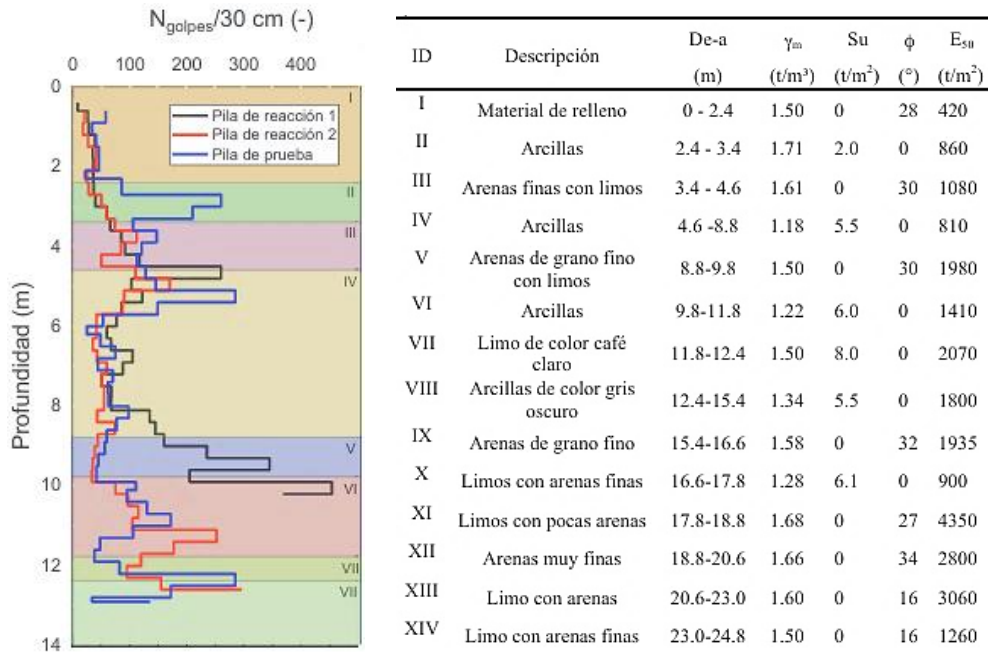 N golpes/30 cm (-)
0 100 200 300 400
Profundidad (m)
0
2
4
6
8
10
12
14
Pila de reacción 1
Pila de reacción 2
Pila de prueba
I
II
III
IV
V
VI
VII
VII
ID Descripción De-a (m) γm (t/m³) Su (t/m²) ϕ (°) E50 (t/m²)
I Material de relleno 0 - 2.4 1.50 0 28 420
II Arcillas 2.4 - 3.4 1.71 2.0 0 860
III Arenas finas con limos 3.4 - 4.6 1.61 0 30 1080
IV Arcillas 4.6 -8.8 1.18 5.5 0 810
V Arenas de grano fino con limos 8.8-9.8 1.50 0 30 1980
VI Arcillas 9.8-11.8 1.22 6.0 0 1410
VII Limo de color café claro 11.8-12.4 1.50 8.0 0 2070
VIII Arcillas de color gris oscuro 12.4-15.4 1.34 5.5 0 1800
IX Arenas de grano fino 15.4-16.6 1.58 0 32 1935
X Limos con arenas finas 16.6-17.8 1.28 6.1 0 900
XI Limos con pocas arenas 17.8-18.8 1.68 0 27 4350
XII Arenas muy finas 18.8-20.6 1.66 0 34 2800
XIII Limo con arenas 20.6-23.0 1.60 0 16 3060
XIV Limo con arenas finas 23.0-24.8 1.50 0 16 1260